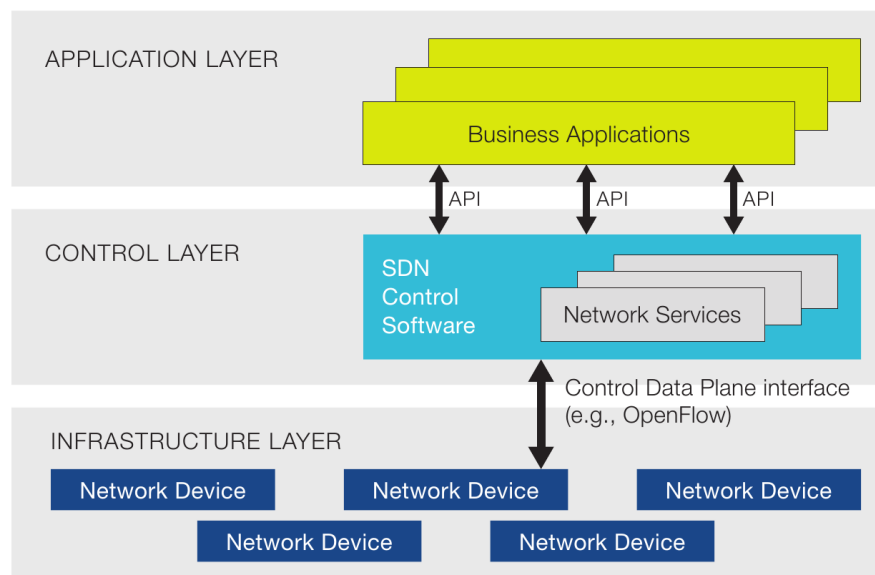 APPLICATION LAYER
Business Applications
API
API
API
CONTROL LAYER
SDN
Control
Software
Network Services
Control Data Plane interface
(e.g., OpenFlow)
INFRASTRUCTURE LAYER
Network Device
Network Device
Network Device
Network Device
Network Device